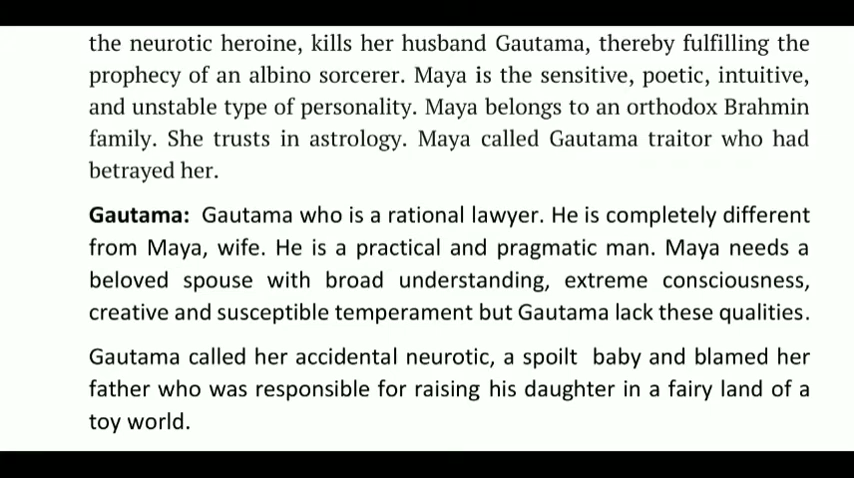 the neurotic heroine, kills her husband Gautama, thereby fulfilling the
prophecy of an albino sorcerer. Maya is the sensitive, poetic, intuitive,
and unstable type of personality. Maya belongs to an orthodox Brahmin
family. She trusts in astrology. Maya called Gautama traitor who had
betrayed her.
Gautama: Gautama who is a rational lawyer. He is completely different
from Maya, wife. He is a practical and pragmatic man. Maya needs a
beloved spouse with broad understanding, extreme consciousness,
creative and susceptible temperament but Gautama lack these qualities.
Gautama called her accidental neurotic, a spoilt baby and blamed her
father who was responsible for raising his daughter in a fairy land of a
toy world.